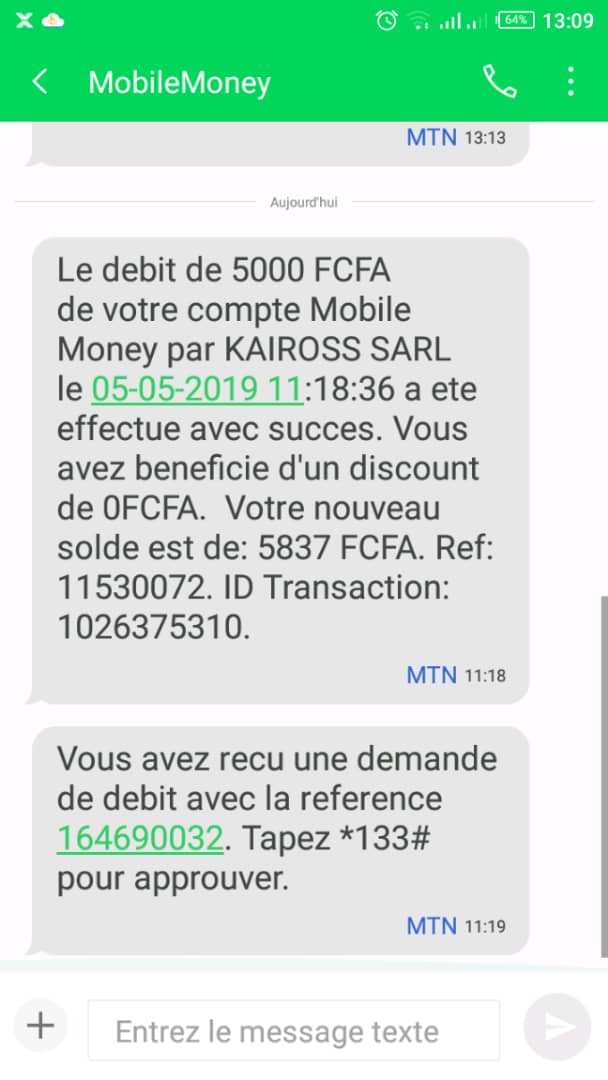 64% 13:09
MobileMoney
MTN 13:13
Aujourd'hui
Le debit de 5000 FCFA
de votre compte Mobile
Money par KAIROSS SARL
le 05-05-2019 11:18:36 a ete
effectue avec succes. Vous
avez beneficie d'un discount
de 0FCFA.  Votre nouveau
solde est de: 5837 FCFA. Ref:
11530072. ID Transaction:
1026375310.
MTN 11:18
Vous avez recu une demande
de debit avec la reference
164690032. Tapez *133#
pour approuver.
MTN 11:19
Entrez le message texte